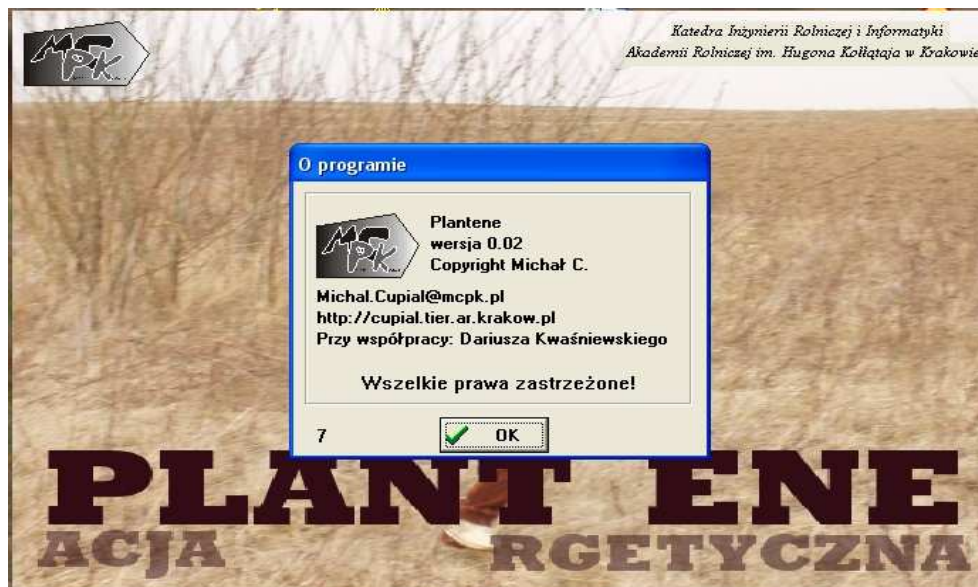 MCPK
Katedra Inżynierii Rolniczej i Informatyki
Akademii Rolniczej im. Hugona Kołłątaja w Krakowie
O programie
MCPK
Plantene
wersja 0.02
Copyright Michał C.
Michal.Cupial@mcpk.pl
http://cupial.tier.ar.krakow.pl
Przy współpracy: Dariusza Kwaśniewskiego
Wszelkie prawa zastrzeżone!
7
OK
PLANT ENE
ACJA RGETYCZNA